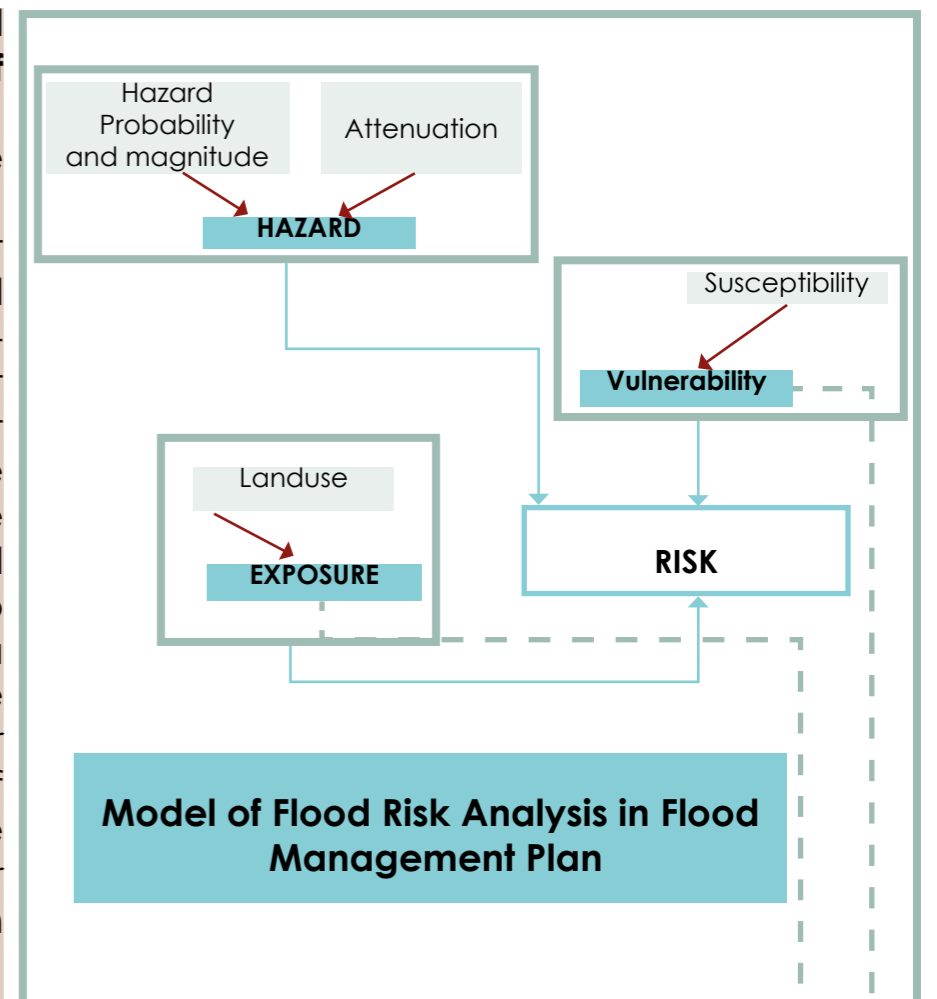 Hazard
Probability
and magnitude
Attenuation
HAZARD
Susceptibility
Vulnerability
Landuse
EXPOSURE
RISK
Model of Flood Risk Analysis in Flood
Management Plan